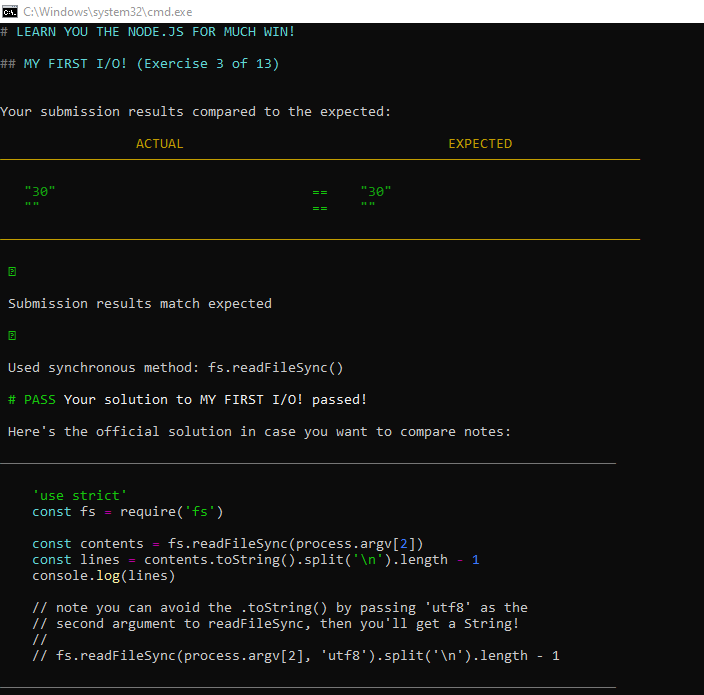 C:\Windows\system32\cmd.exe
# LEARN YOU THE NODE.JS FOR MUCH WIN!
## MY FIRST I/O! (Exercise 3 of 13)
Your submission results compared to the expected:
ACTUAL EXPECTED
"30" == "30"
"" == ""
Submission results match expected
Used synchronous method: fs.readFileSync()
# PASS Your solution to MY FIRST I/O! passed!
Here's the official solution in case you want to compare notes:
'use strict'
const fs = require('fs')
const contents = fs.readFileSync(process.argv[2])
const lines = contents.toString().split('\n').length - 1
console.log(lines)
// note you can avoid the .toString() by passing 'utf8' as the
// second argument to readFileSync, then you'll get a String!
//
// fs.readFileSync(process.argv[2], 'utf8').split('\n').length - 1